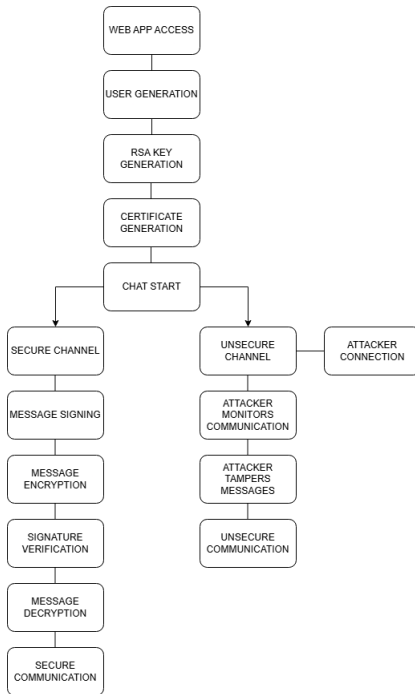 WEB APP ACCESS
USER GENERATION
RSA KEY
GENERATION
CERTIFICATE
GENERATION
CHAT START
SECURE CHANNEL
MESSAGE SIGNING
MESSAGE
ENCRYPTION
SIGNATURE
VERIFICATION
MESSAGE
DECRYPTION
SECURE
COMMUNICATION
UNSECURE
CHANNEL
ATTACKER
CONNECTION
ATTACKER
MONITORS
COMMUNICATION
ATTACKER
TAMPERS
MESSAGES
UNSECURE
COMMUNICATION